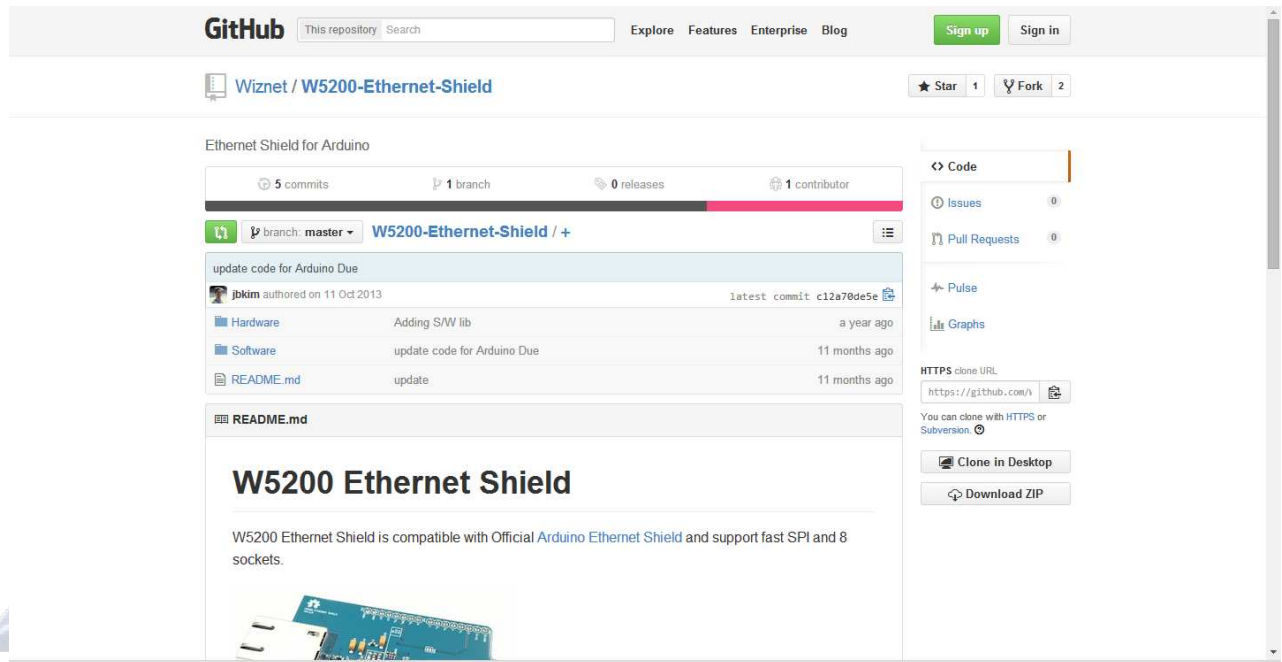 GitHub This repository Search Explore Features Enterprise Blog Sign up Sign in
Wiznet / W5200-Ethernet-Shield Star 1 Fork 2
Ethernet Shield for Arduino
5 commits 1 branch 0 releases 1 contributor
branch: master W5200-Ethernet-Shield / +
update code for Arduino Due
jbkim authored on 11 Oct 2013 latest commit c12a70de5e
Hardware Adding S/W lib a year ago
Software update code for Arduino Due 11 months ago
README.md update 11 months ago
README.md
W5200 Ethernet Shield
W5200 Ethernet Shield is compatible with Official Arduino Ethernet Shield and support fast SPI and 8
sockets.
Code
Issues 0
Pull Requests 0
Pulse
Graphs
HTTPS clone URL
https://github.com/
You can clone with HTTPS or
Subversion.
Clone in Desktop
Download ZIP